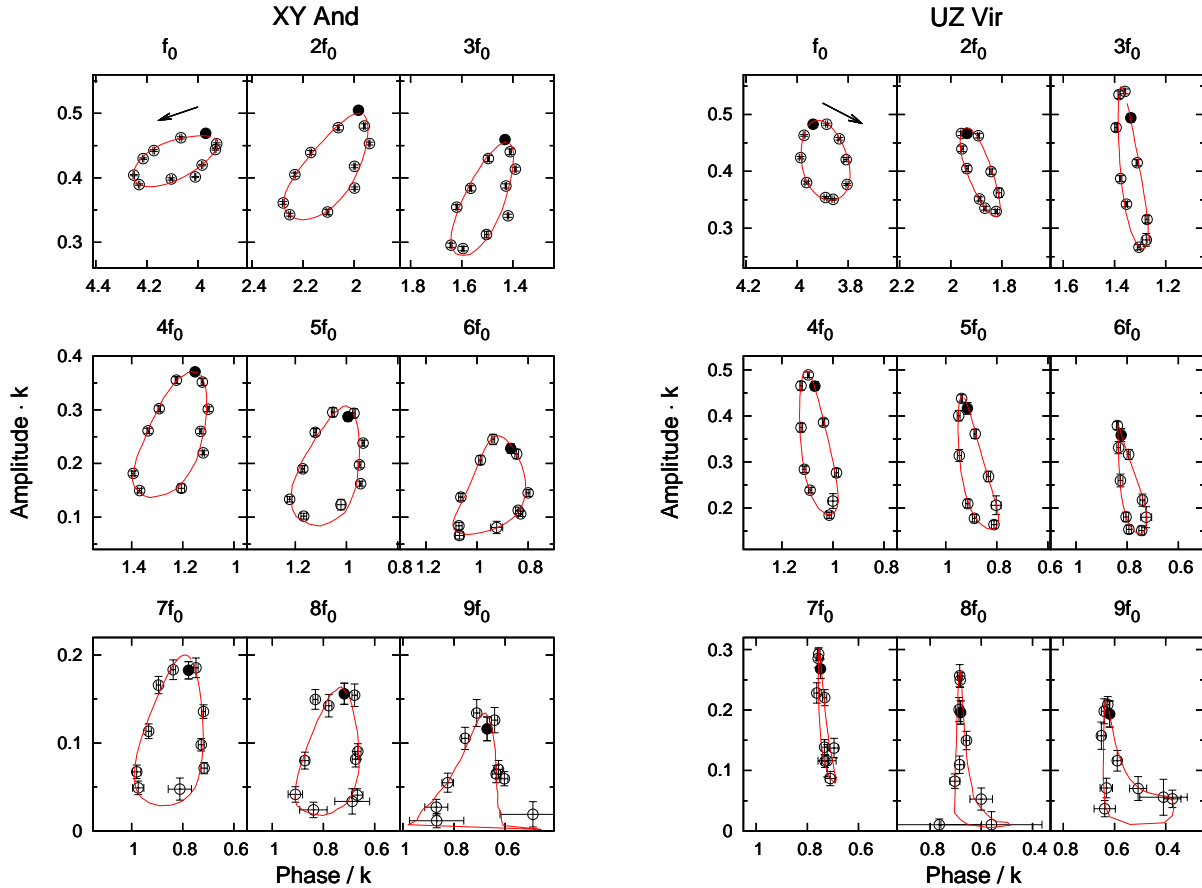 XY And UZ Vir
f0 2f0 3f0 f0 2f0 3f0
0.5 0.5
0.4 0.4
0.3 0.3
4.4 4.2 4 2.4 2.2 2 1.6 1.4 4.2 4 3.8 2.2 2 1.8 1.6 1.4 1.2
4f0 5f0 6f0 4f0 5f0 6f0
0.4 0.5
0.3 0.4
0.2 0.3
0.1 0.2
0.1
Amplitude · k Amplitude · k
1.4 1.2 1 1.2 1 0.8 1.2 1 0.8 1.2 1 1.2 1 0.8 0.6 1 0.8 0.6
7f0 8f0 9f0 7f0 8f0 9f0
0.2 0.3
0.1 0.2
0 0.1
0
1 0.8 0.6 1 0.8 0.6 1 0.8 0.6 1 0.8 0.6 0.8 0.6 0.4 0.8 0.6 0.4
Phase / k Phase / k